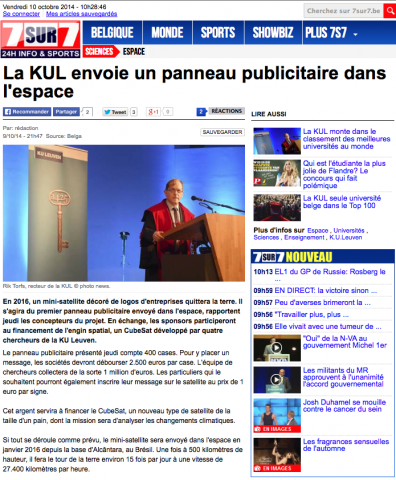 Vendredi 10 octobre 2014 - 10h28:46
Se connecter / Mes articles sauvegardés
Cherchez sur 7sur7.be
7SUR7
24H INFO & SPORTS
BELGIQUE MONDE SPORTS SHOWBIZ PLUS 7S7
SCIENCES ESPACE
La KUL envoie un panneau publicitaire dans
l'espace
Recommander Partager 2 Tweet 3 g+1 0 2 RÉACTIONS
Par: rédaction
9/10/14 - 21h47 Source: Belga
SAUVEGARDER
KU LEUVEN
Rik Torfs, recteur de la KUL © photo news.
En 2016, un mini-satellite décoré de logos d'entreprises quittera la terre. Il
s'agira du premier panneau publicitaire envoyé dans l'espace, rapportent
jeudi les concepteurs du projet. En échange, les sponsors participeront
au financement de l'engin spatial, un CubeSat développé par quatre
chercheurs de la KU Leuven.
Le panneau publicitaire présenté jeudi compte 400 cases. Pour y placer un
message, les sociétés devront débourser 2.500 euros par case. L'équipe de
chercheurs collectera de la sorte 1 million d'euros. Les particuliers qui le
souhaitent pourront également inscrire leur message sur le satellite au prix de 1
euro par signe.
Cet argent servira à financer le CubeSat, un nouveau type de satellite de la
taille d'un pain, dont la mission sera d'analyser les changements climatiques.
Si tout se déroule comme prévu, le mini-satellite sera envoyé dans l'espace en
janvier 2016 depuis la base d'Alcântara, au Brésil. Une fois à 500 kilomètres de
hauteur, il fera le tour de la terre environ 15 fois par jour à une vitesse de
27.400 kilomètres par heure.
LIRE AUSSI
La KUL monte dans le
classement des meilleures
universités au monde
Qui est l'étudiante la plus
jolie de Flandre? Le
concours qui fait
polémique
La KUL seule université
belge dans le Top 100
Plus d'infos sur Espace , Universités ,
Sciences , Enseignement , K.U.Leuven
7SUR7 NOUVEAU
10h13 EL1 du GP de Russie: Rosberg le
...
09h59 EN DIRECT: la victoire sinon ...
09h57 Peu d'averses brimeront la ...
09h56 "Travailler plus, plus ...
09h56 Elle vivait avec une tumeur de ...
"Oui" de la N-VA au
gouvernement Michel 1er
Les militants du MR
approuvent à l'unanimité
l'accord gouvernemental
Josh Duhamel se mouille
contre le cancer du sein
EN IMAGES
Les fragrances sensuelles
de l'automne
EN IMAGES